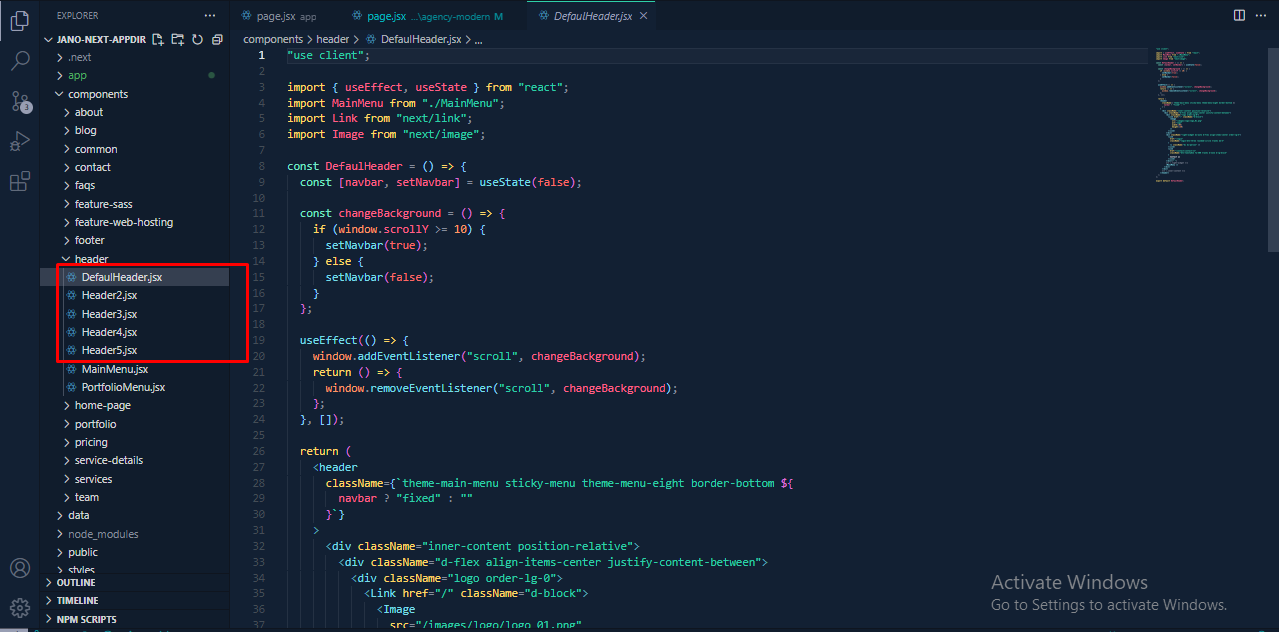 EXPLORER
JANO-NEXT-APPDIR
.next
app
components
about
blog
common
contact
faqs
feature-sass
feature-web-hosting
footer
header
DefaulHeader.jsx
Header2.jsx
Header3.jsx
Header4.jsx
Header5.jsx
MainMenu.jsx
PortfolioMenu.jsx
home-page
portfolio
pricing
service-details
services
team
data
node_modules
public
styles
OUTLINE
TIMELINE
NPM SCRIPTS
3
page.jsx app
page.jsx ...\agency-modern M
DefaulHeader.jsx
components > header > DefaulHeader.jsx > ...
1 "use client";
2
3 import { useEffect, useState } from "react";
4 import MainMenu from "./MainMenu";
5 import Link from "next/link";
6 import Image from "next/image";
7
8 const DefaulHeader = () => {
9 const [navbar, setNavbar] = useState(false);
10
11 const changeBackground = () => {
12 if (window.scrollY >= 10) {
13 setNavbar(true);
14 } else {
15 setNavbar(false);
16 }
17 };
18
19 useEffect(() => {
20 window.addEventListener("scroll", changeBackground);
21 return () => {
22 window.removeEventListener("scroll", changeBackground);
23 };
24 }, []);
25
26 return (
27 <header
28 className={`theme-main-menu sticky-menu theme-menu-eight border-bottom ${
29 navbar ? "fixed" : ""
30 }`}
31 >
32 <div className="inner-content position-relative">
33 <div className="d-flex align-items-center justify-content-between">
34 <div className="logo order-lg-0">
35 <Link href="/" className="d-block">
36 <Image
37 src="/images/logo/logo_01.png"
Activate Windows
Go to Settings to activate Windows.